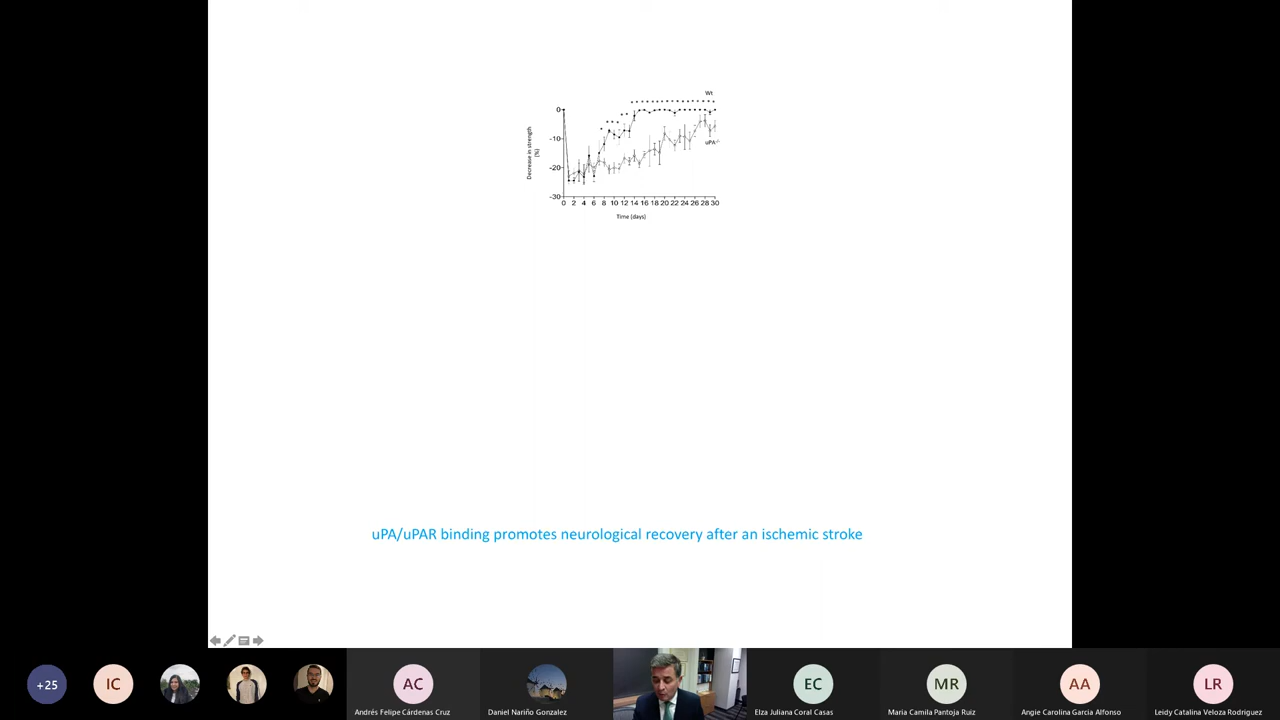 Wt
0
-10
-20
-30
Decrease in strength
(%)
uPA-/-
0 2 4 6 8 10 12 14 16 18 20 22 24 26 28 30
Time (days)
uPA/uPAR binding promotes neurological recovery after an ischemic stroke
+25
IC
AC
EC
MR
AA
LR
Andrés Felipe Cárdenas Cruz
Daniel Nariño Gonzalez
Elza Juliana Coral Casas
Maria Camila Pantoja Ruiz
Angie Carolina Garcia Alfonso
Leidy Catalina Veloza Rodriguez